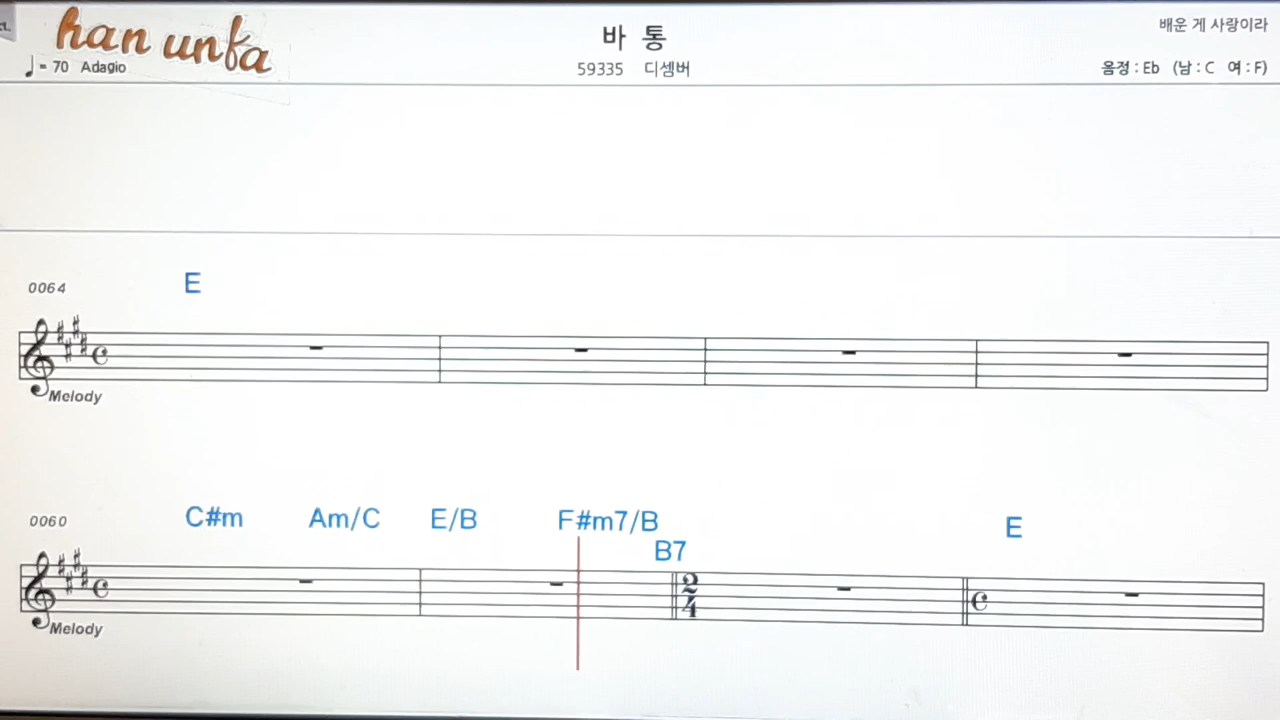 han unfa
바 통
배운 게 사랑이라
♩ = 70 Adagio
59335 디셈버
음정 : Eb (남 : C 여 : F)
0064
E
Melody
0060
C#m Am/C E/B F#m7/B
B7
E
2
4
Melody